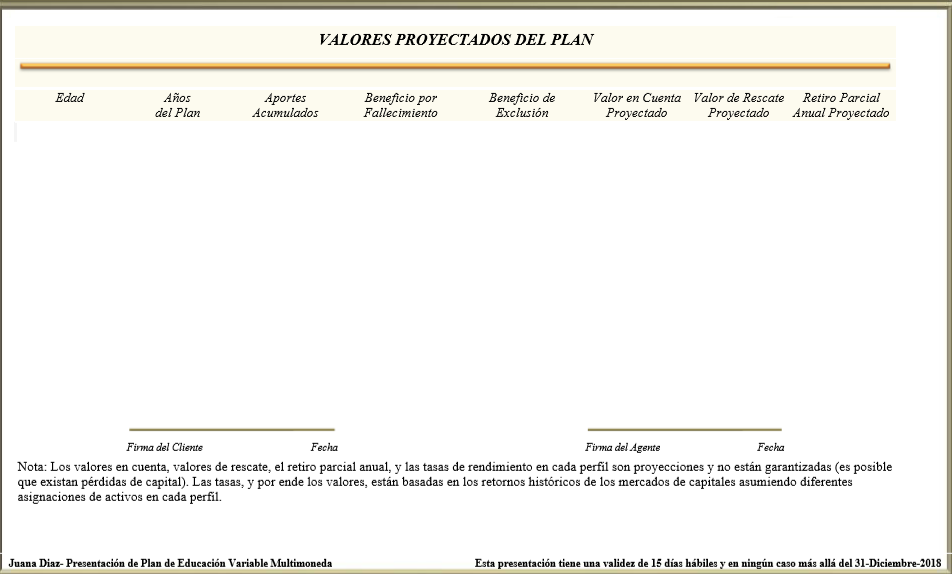 VALORES PROYECTADOS DEL PLAN
Edad Años Aportes Beneficio por Beneficio de Valor en Cuenta Valor de Rescate Retiro Parcial
del Plan Acumulados Fallecimiento Exclusión Proyectado Proyectado Anual Proyectado
Firma del Cliente Fecha Firma del Agente Fecha
Nota: Los valores en cuenta, valores de rescate, el retiro parcial anual, y las tasas de rendimiento en cada perfil son proyecciones y no están garantizadas (es posible
que existan pérdidas de capital). Las tasas, y por ende los valores, están basadas en los retornos históricos de los mercados de capitales asumiendo diferentes
asignaciones de activos en cada perfil.
Juana Diaz- Presentación de Plan de Educación Variable Multimoneda Esta presentación tiene una validez de 15 días hábiles y en ningún caso más allá del 31-Diciembre-2018